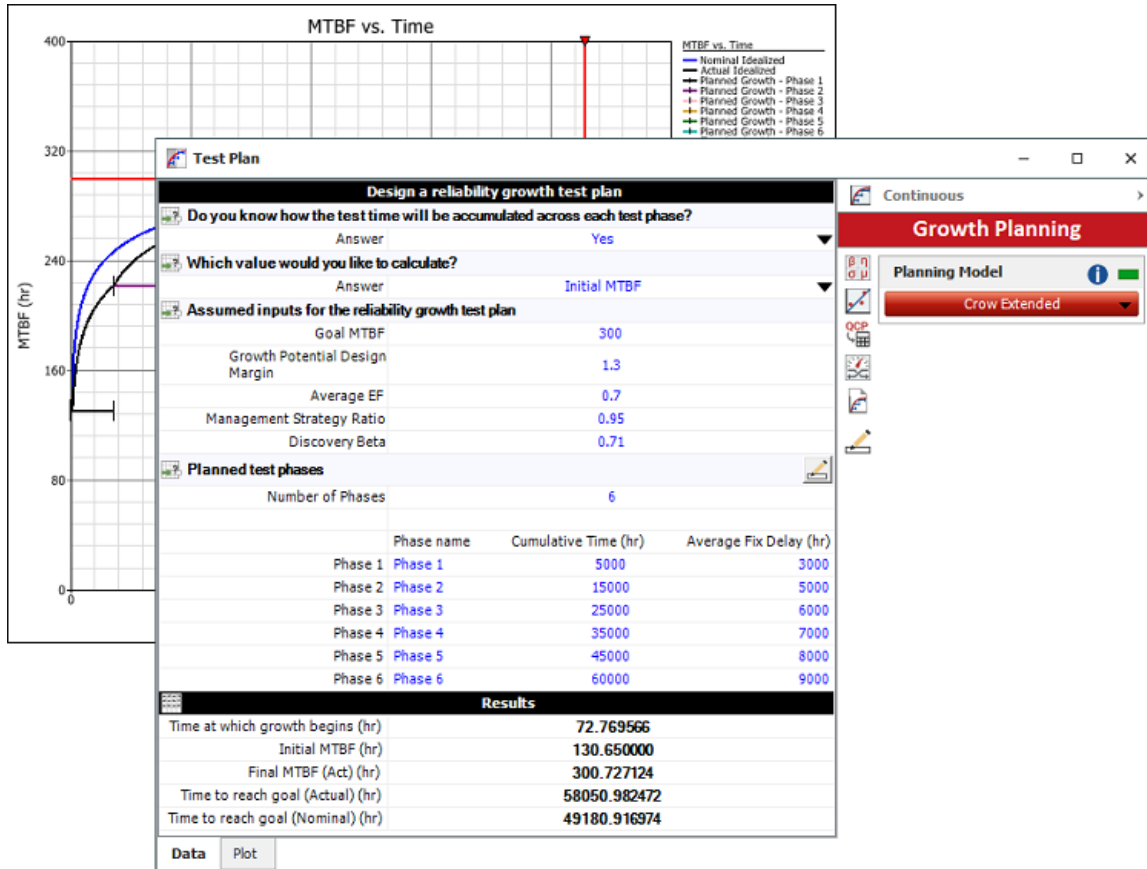 MTBF vs. Time
400
320
240
160
80
0
0
MTBF (hr)
MTBF vs. Time
Nominal Idealized
Actual Idealized
Planned Growth - Phase 1
Planned Growth - Phase 2
Planned Growth - Phase 3
Planned Growth - Phase 4
Planned Growth - Phase 5
Planned Growth - Phase 6
Test Plan
Design a reliability growth test plan
Do you know how the test time will be accumulated across each test phase?
Answer Yes
Which value would you like to calculate?
Answer Initial MTBF
Assumed inputs for the reliability growth test plan
Goal MTBF 300
Growth Potential Design
Margin 1.3
Average EF 0.7
Management Strategy Ratio 0.95
Discovery Beta 0.71
Planned test phases
Number of Phases 6
Phase name Cumulative Time (hr) Average Fix Delay (hr)
Phase 1 Phase 1 5000 3000
Phase 2 Phase 2 15000 5000
Phase 3 Phase 3 25000 6000
Phase 4 Phase 4 35000 7000
Phase 5 Phase 5 45000 8000
Phase 6 Phase 6 60000 9000
Results
Time at which growth begins (hr) 72.769566
Initial MTBF (hr) 130.650000
Final MTBF (Act) (hr) 300.727124
Time to reach goal (Actual) (hr) 58050.982472
Time to reach goal (Nominal) (hr) 49180.916974
Data Plot
Continuous
Growth Planning
β η
σ μ
Planning Model
Crow Extended
QCP